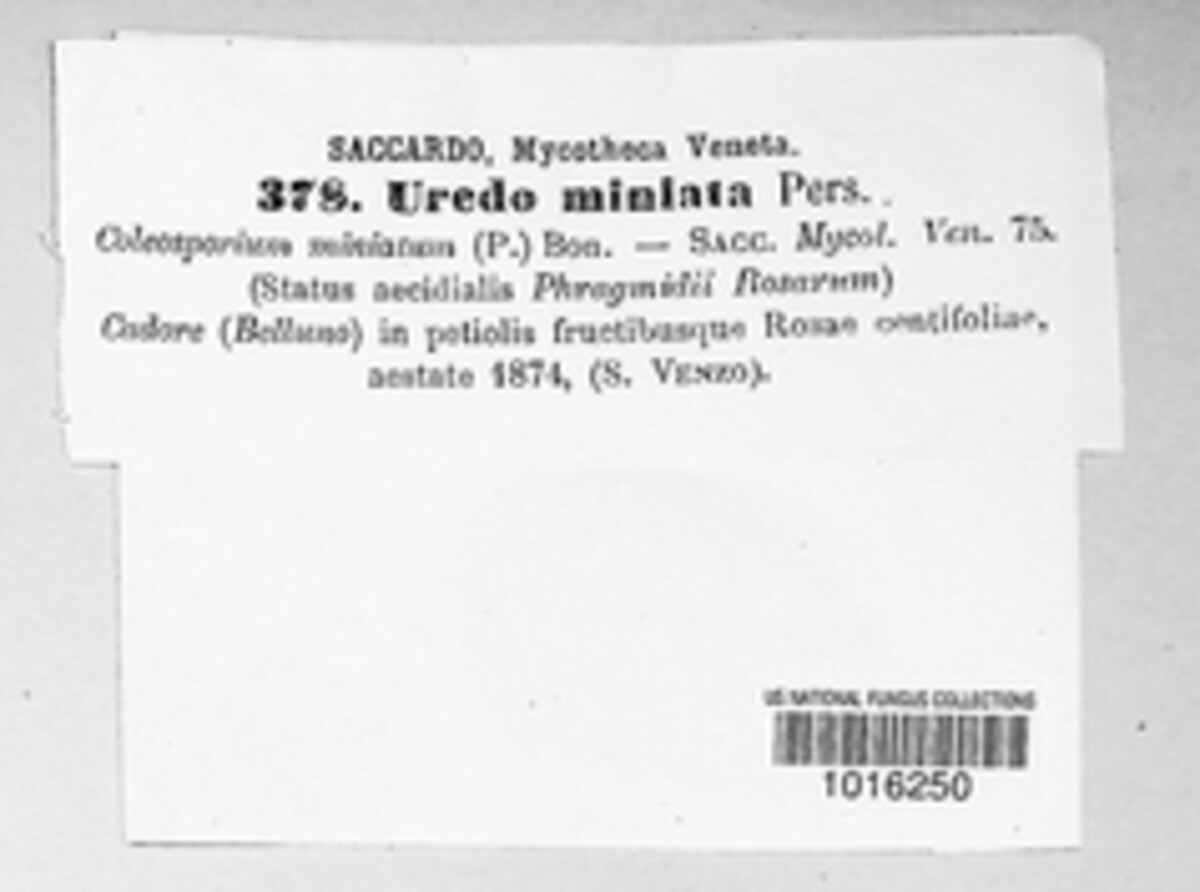 SACCARDO, Mycotheca Veneta.
378. Uredo miniata Pers.
Coleosporium miniatum (P.) Bon. — SACC. Mycol. Ven. 75.
(Status aecidialis Phragmidii Rosarum)
Cadore (Belluno) in petiolis fructibusque Rosae centifoliae,
aestate 1874, (S. VENZO).
US NATIONAL FUNGUS COLLECTIONS
1016250